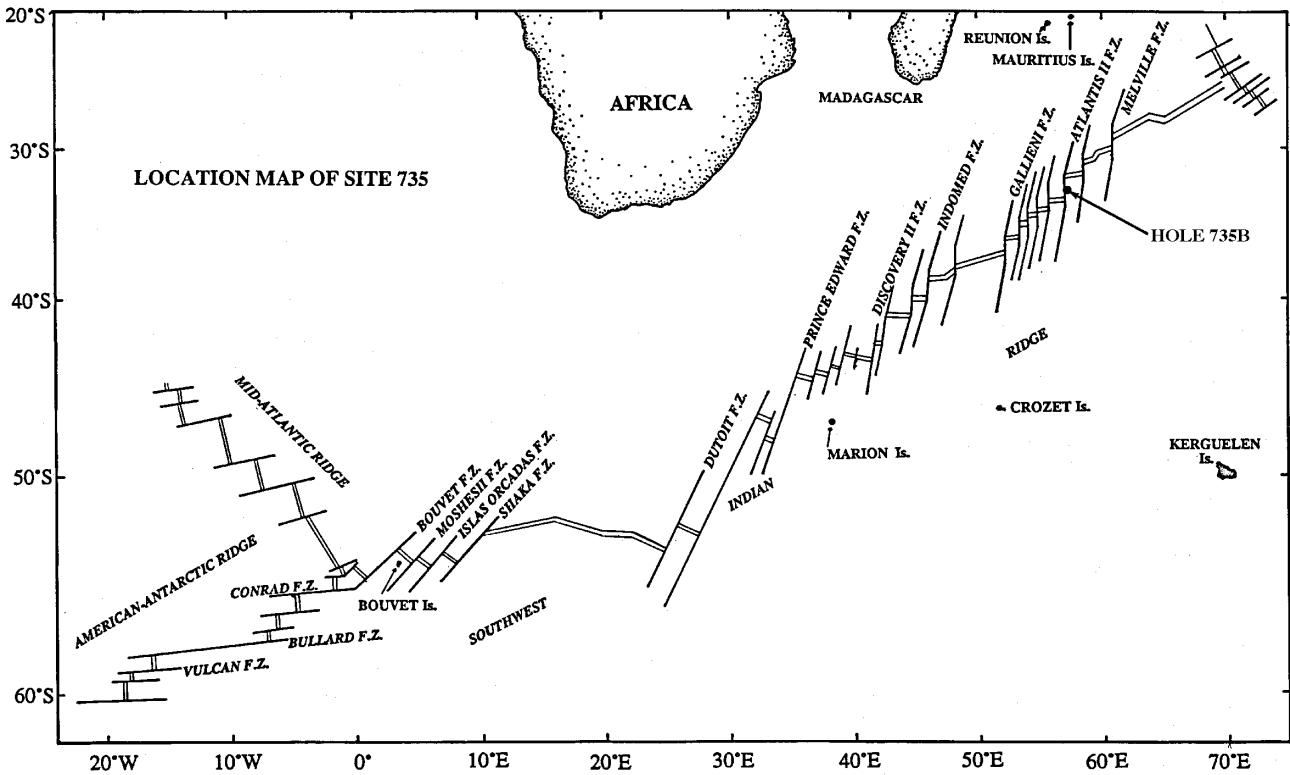 20°S
30°S
40°S
50°S
60°S
20°W
10°W
0°
10°E
20°E
30°E
40°E
50°E
60°E
70°E
LOCATION MAP OF SITE 735
AFRICA
MADAGASCAR
REUNION Is.
MAURITIUS Is.
MELVILLE F.Z.
ATLANTIS II F.Z.
GALLIENI F.Z.
HOLE 735B
INDOMED F.Z.
DISCOVERY II F.Z.
PRINCE EDWARD F.Z.
DUTOIT F.Z.
MARION Is.
CROZET Is.
KERGUELEN
Is.
SOUTHWEST
INDIAN
RIDGE
MID-ATLANTIC RIDGE
AMERICAN-ANTARCTIC RIDGE
BOUVET F.Z.
MOSHESH F.Z.
ISLAS ORCADAS F.Z.
SHAKA F.Z.
BOUVET Is.
CONRAD F.Z.
BULLARD F.Z.
VULCAN F.Z.